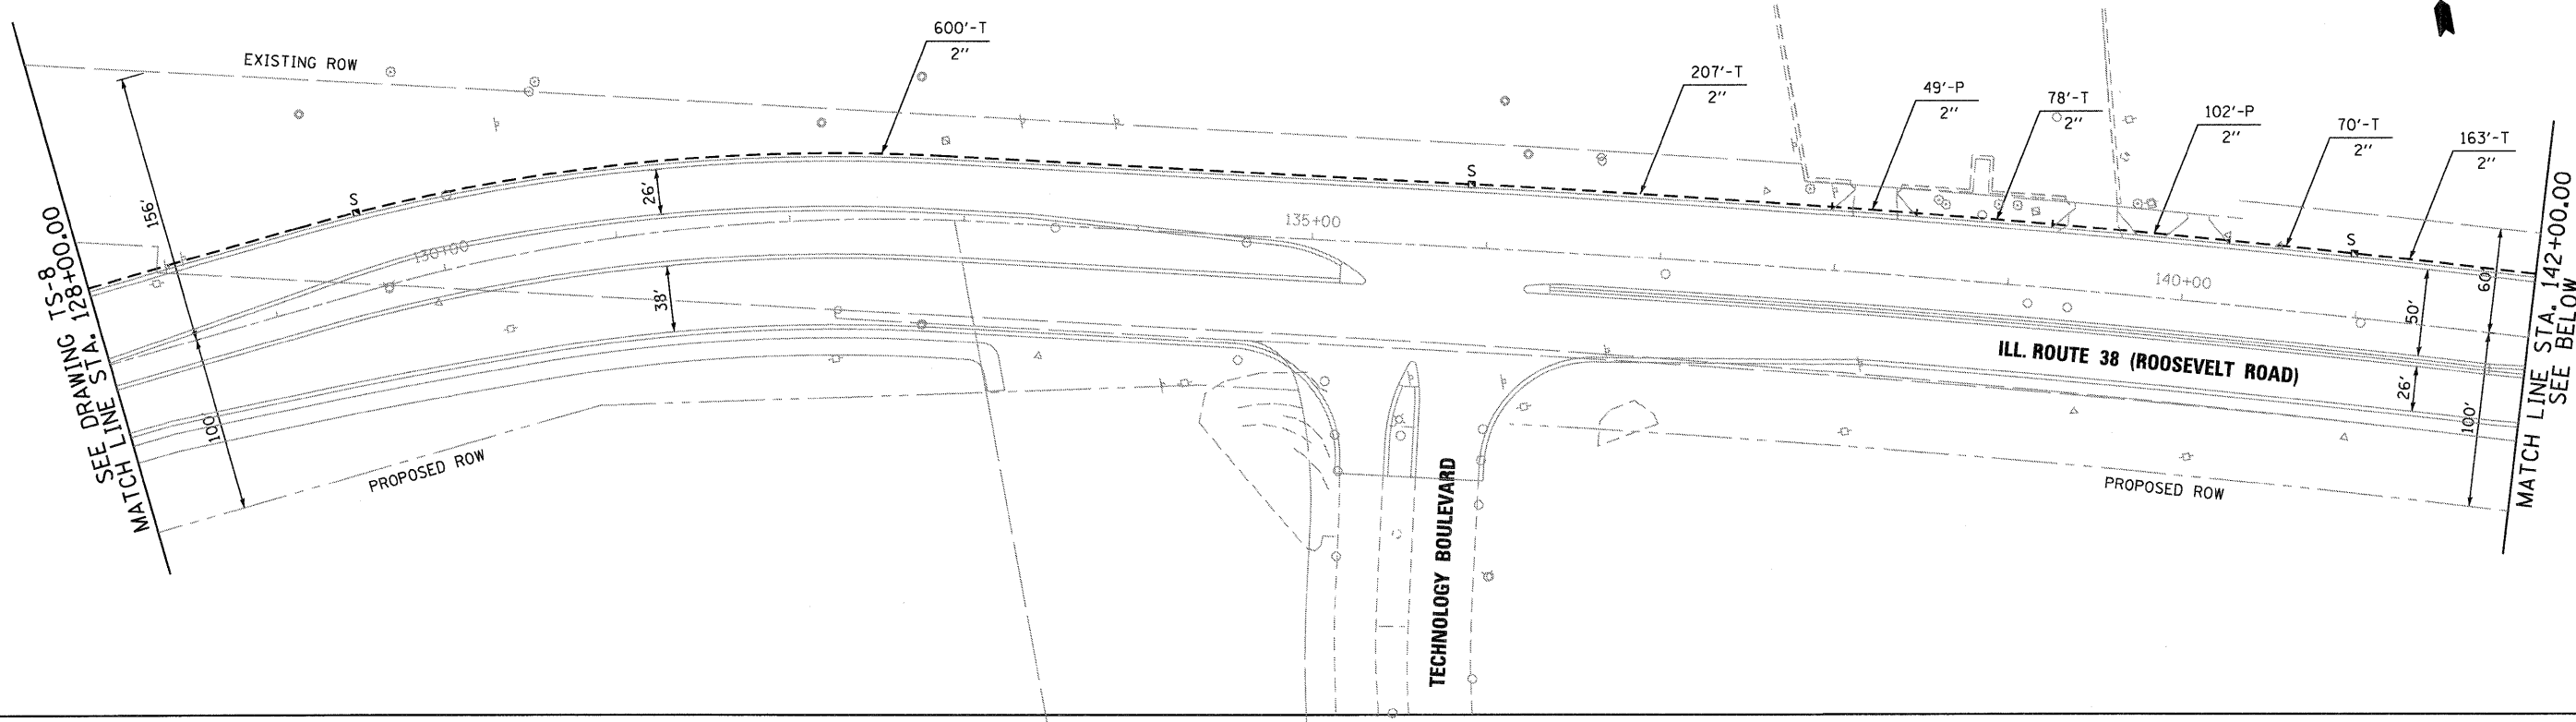 600'-T
2''
EXISTING ROW
207'-T
2''
49'-P
2''
78'-T
2''
102'-P
2''
70'-T
2''
163'-T
2''
S
S
S
156'
26'
130+00
135+00
140+00
38'
100'
60'
50'
26'
100'
SEE DRAWING TS-8
MATCH LINE STA. 128+00.00
PROPOSED ROW
ILL. ROUTE 38 (ROOSEVELT ROAD)
TECHNOLOGY BOULEVARD
PROPOSED ROW
MATCH LINE STA. 142+00.00
SEE BELOW